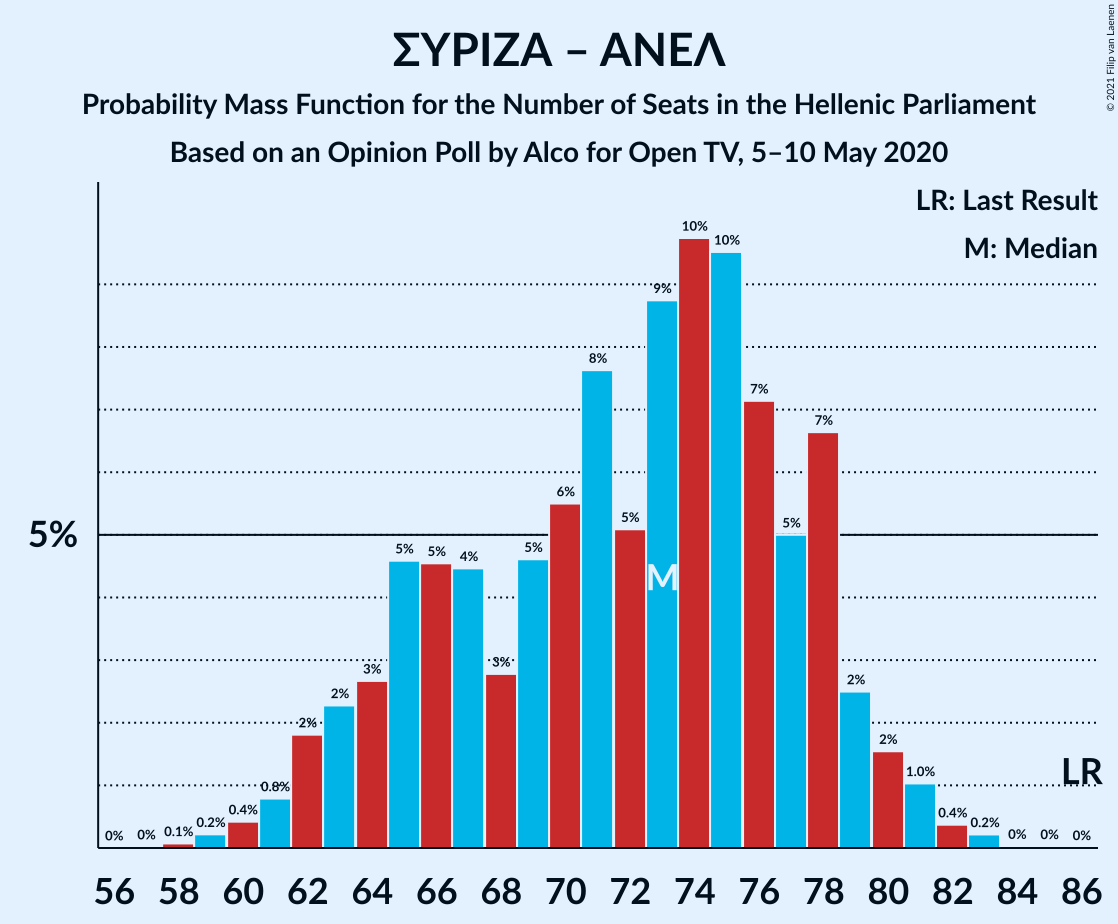 ΣΥΡΙΖΑ – ΑΝΕΛ
Probability Mass Function for the Number of Seats in the Hellenic Parliament
Based on an Opinion Poll by Alco for Open TV, 5–10 May 2020
© 2021 Filip van Laenen
LR: Last Result
M: Median
5%
0% 0% 0.1% 0.2% 0.4% 0.8% 2% 2% 3% 5% 5% 4% 3% 5% 6% 8% 5% 9% 10% 10% 7% 5% 7% 2% 2% 1.0% 0.4% 0.2% 0% 0% 0%
M
LR
56 58 60 62 64 66 68 70 72 74 76 78 80 82 84 86